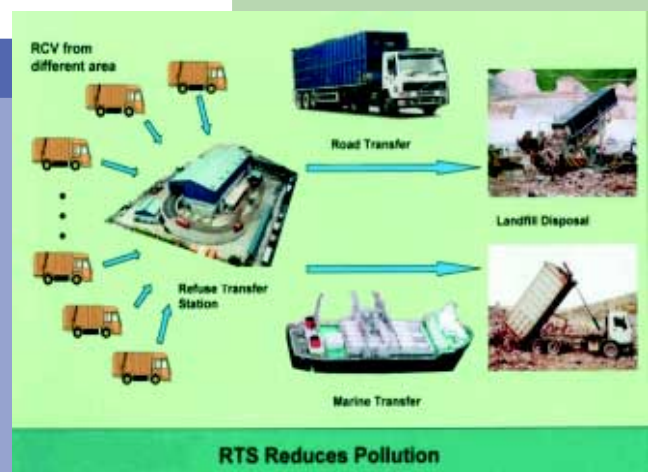 RCV from
different area
Road Transfer
Landfill Disposal
Refuse Transfer
Station
Marine Transfer
RTS Reduces Pollution